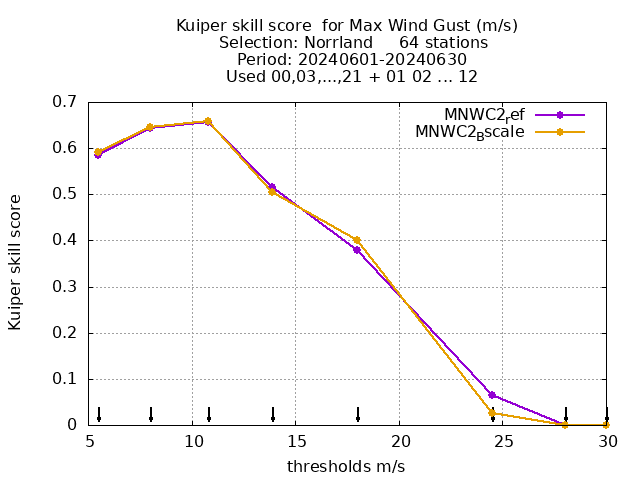 Kuiper skill score  for Max Wind Gust (m/s)
Selection: Norrland     64 stations
Period: 20240601-20240630
Used 00,03,...,21 + 01 02 ... 12
MNWC2_ref
MNWC2_Bscale
0.7
0.6
0.5
0.4
0.3
0.2
0.1
0
Kuiper skill score
5 10 15 20 25 30
thresholds m/s